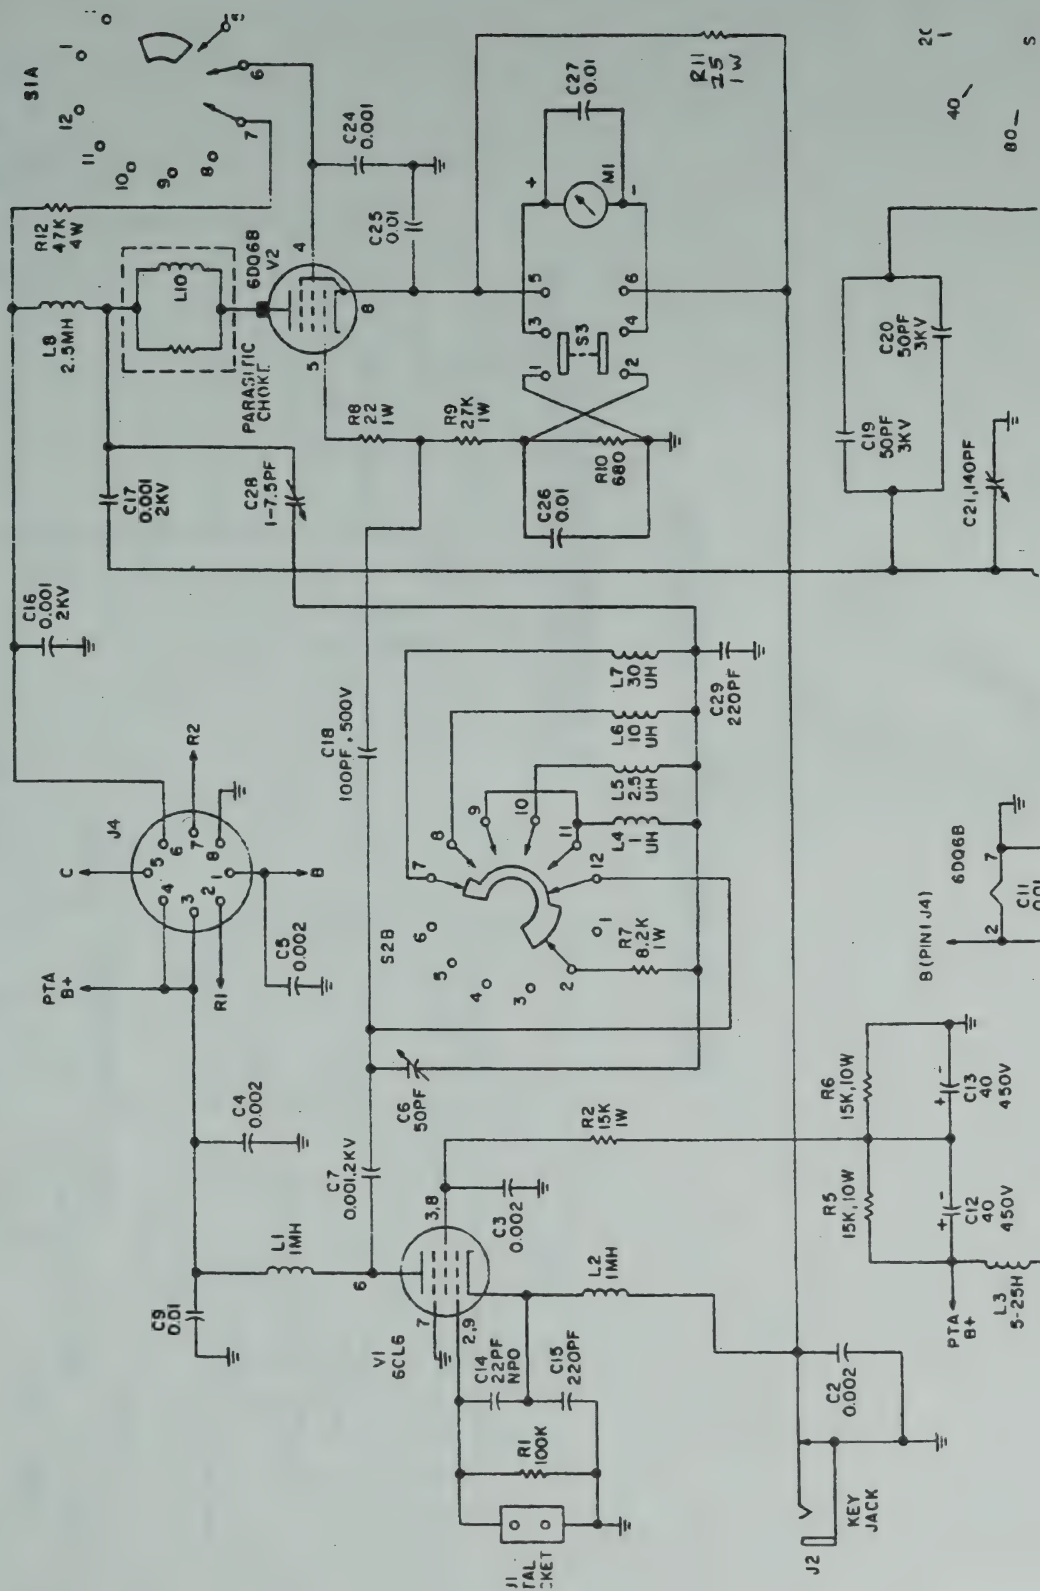 S1A
1
12
11
10
9
8
7
6
5
R12
47K
4W
L8
2.5MH
L10
6DQ6B
V2
PARASITIC
CHOKE
4
5
8
C24
0.001
C25
0.01
R11
25
1W
C27
0.01
M1
+
-
S3
1
2
3
4
5
6
R8
22
1W
R9
27K
1W
R10
680
C26
0.01
C17
0.001
2KV
C28
1-7.5PF
C16
0.001
2KV
C19
50PF
3KV
C20
50PF
3KV
C21,140PF
40
80
S
J4
C
R2
B
R1
PTA
B+
1
2
3
4
5
6
7
8
C5
0.002
C4
0.002
C18
100PF,500V
L7
30
UH
L6
10
UH
L5
2.5
UH
L4
1
UH
C29
220PF
S2B
1
2
3
4
5
6
7
8
9
10
11
12
R7
8.2K
1W
C6
50PF
C7
0.001,2KV
L1
1MH
C9
0.01
V1
6CL6
6
7
2,9
3,8
C3
0.002
R2
15K
1W
L2
1MH
C14
22PF
NPO
C15
220PF
R1
100K
J1
TAL
CKET
C2
0.002
KEY
JACK
J2
R5
15K,10W
R6
15K,10W
+ -
C12
40
450V
+ -
C13
40
450V
L3
5-25H
PTA
B+
B (PIN1 J4)
6DQ6B
2
7
C11
0.01